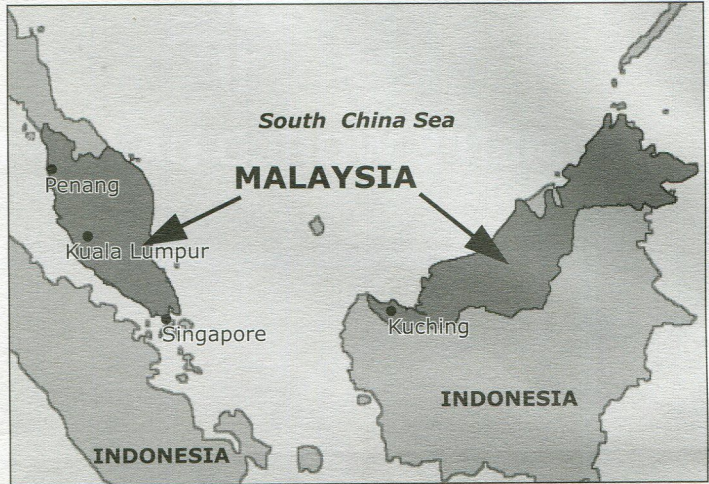 South China Sea
MALAYSIA
Penang
Kuala Lumpur
Singapore
Kuching
INDONESIA
INDONESIA